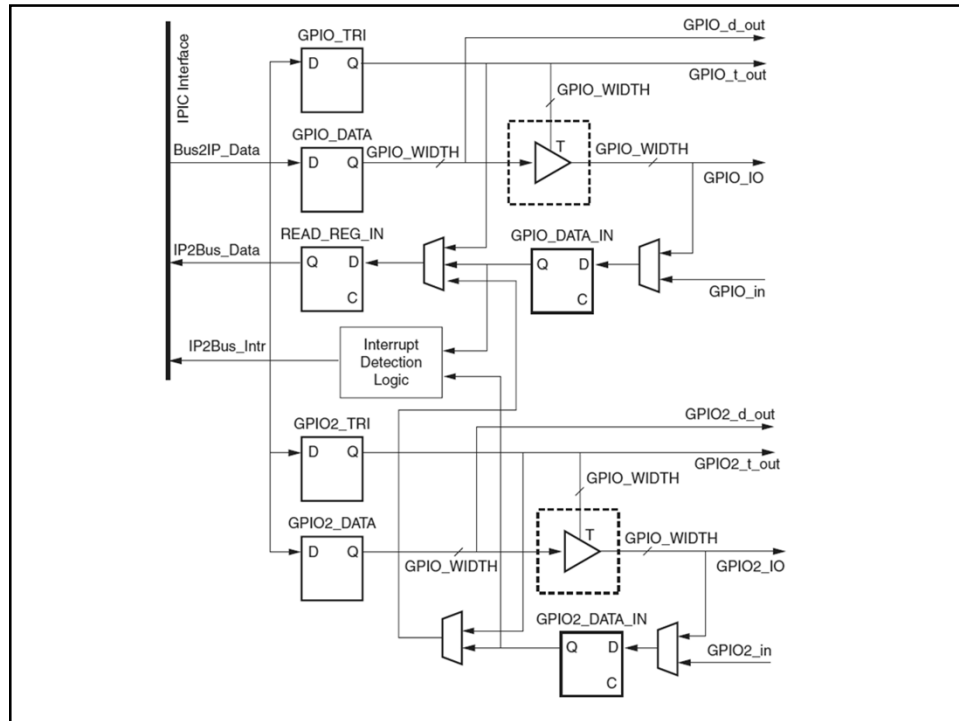 IPIC Interface
GPIO_TRI
D Q
GPIO_d_out
GPIO_t_out
GPIO_WIDTH
Bus2IP_Data
GPIO_DATA
D Q
GPIO_WIDTH
T
GPIO_WIDTH
GPIO_IO
IP2Bus_Data
READ_REG_IN
Q D
C
GPIO_DATA_IN
Q D
C
GPIO_in
IP2Bus_Intr
Interrupt
Detection
Logic
GPIO2_TRI
D Q
GPIO2_d_out
GPIO2_t_out
GPIO_WIDTH
GPIO2_DATA
D Q
GPIO_WIDTH
T
GPIO_WIDTH
GPIO2_IO
GPIO2_DATA_IN
Q D
C
GPIO2_in